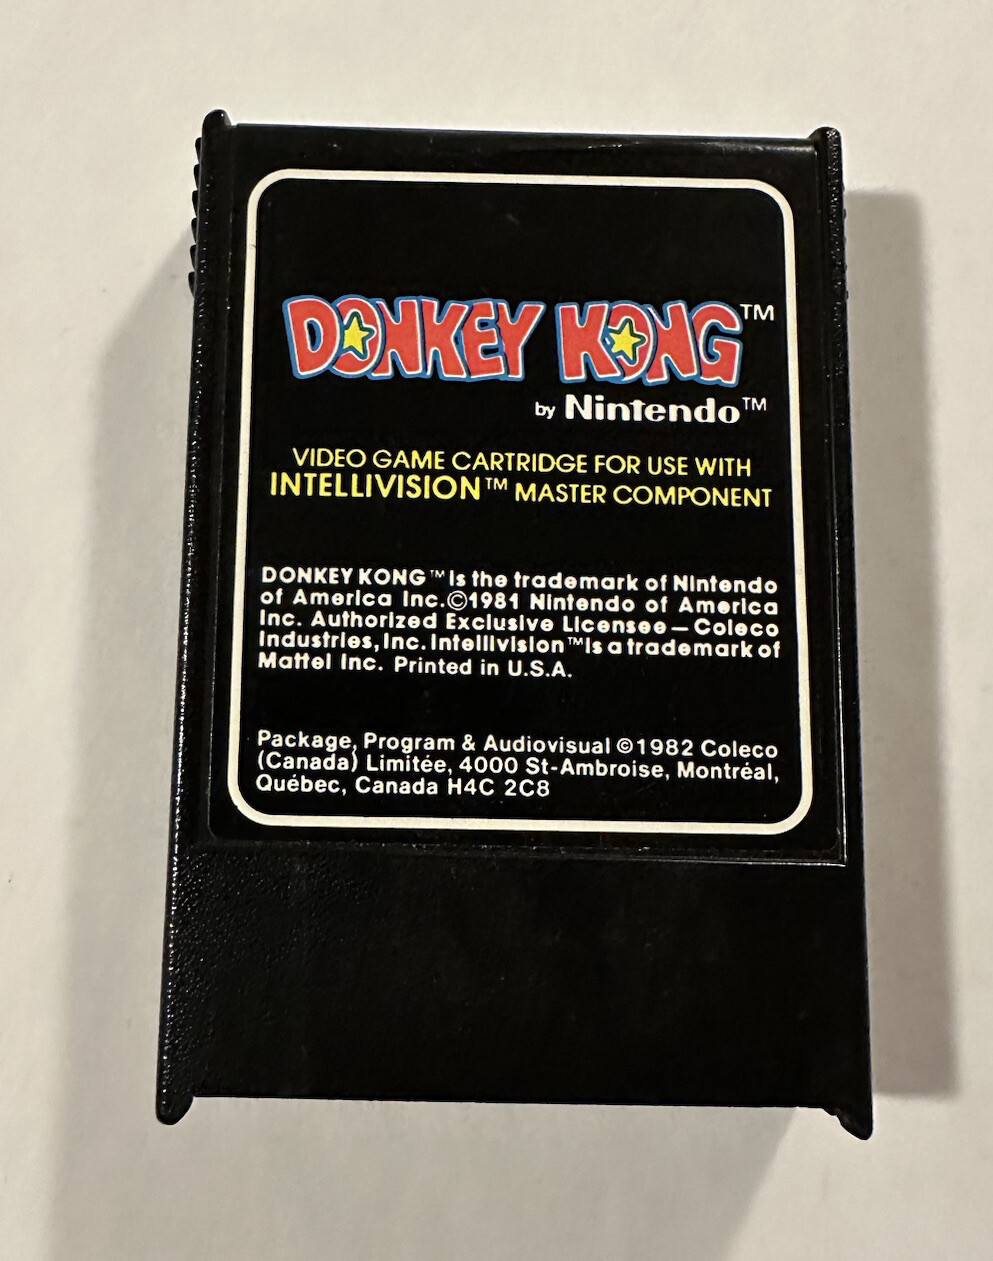 DONKEY KONG™
by Nintendo™
VIDEO GAME CARTRIDGE FOR USE WITH
INTELLIVISION™ MASTER COMPONENT
DONKEY KONG™ is the trademark of Nintendo
of America Inc.©1981 Nintendo of America
Inc. Authorized Exclusive Licensee—Coleco
Industries, Inc. Intellivision™ is a trademark of
Mattel Inc. Printed in U.S.A.
Package, Program & Audiovisual ©1982 Coleco
(Canada) Limitée, 4000 St-Ambroise, Montréal,
Québec, Canada H4C 2C8